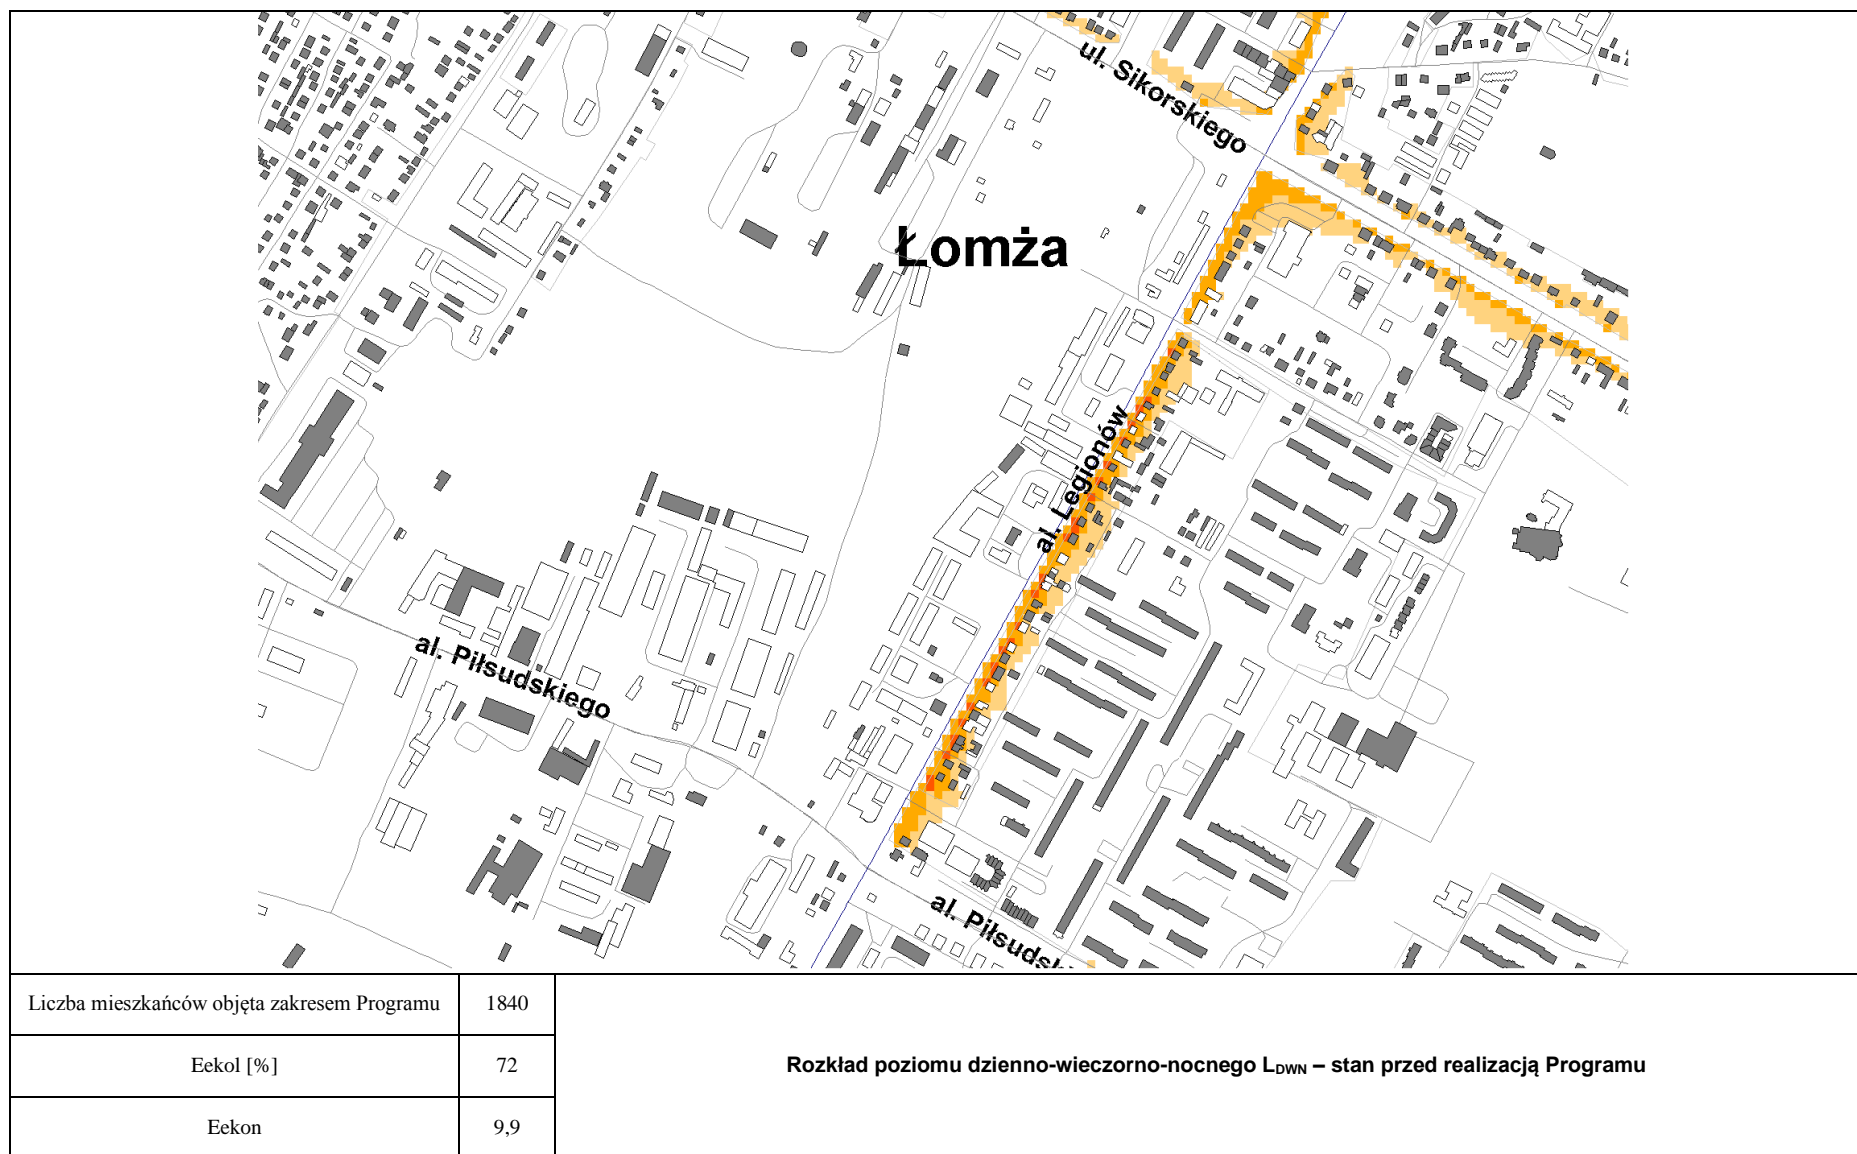 ul. Sikorskiego
Łomża
al. Legionów
al. Piłsudskiego
al. Piłsudski
Liczba mieszkańców objęta zakresem Programu 1840
Eekol [%] 72
Rozkład poziomu dzienno-wieczorno-nocnego LDWN – stan przed realizacją Programu
Eekon 9,9